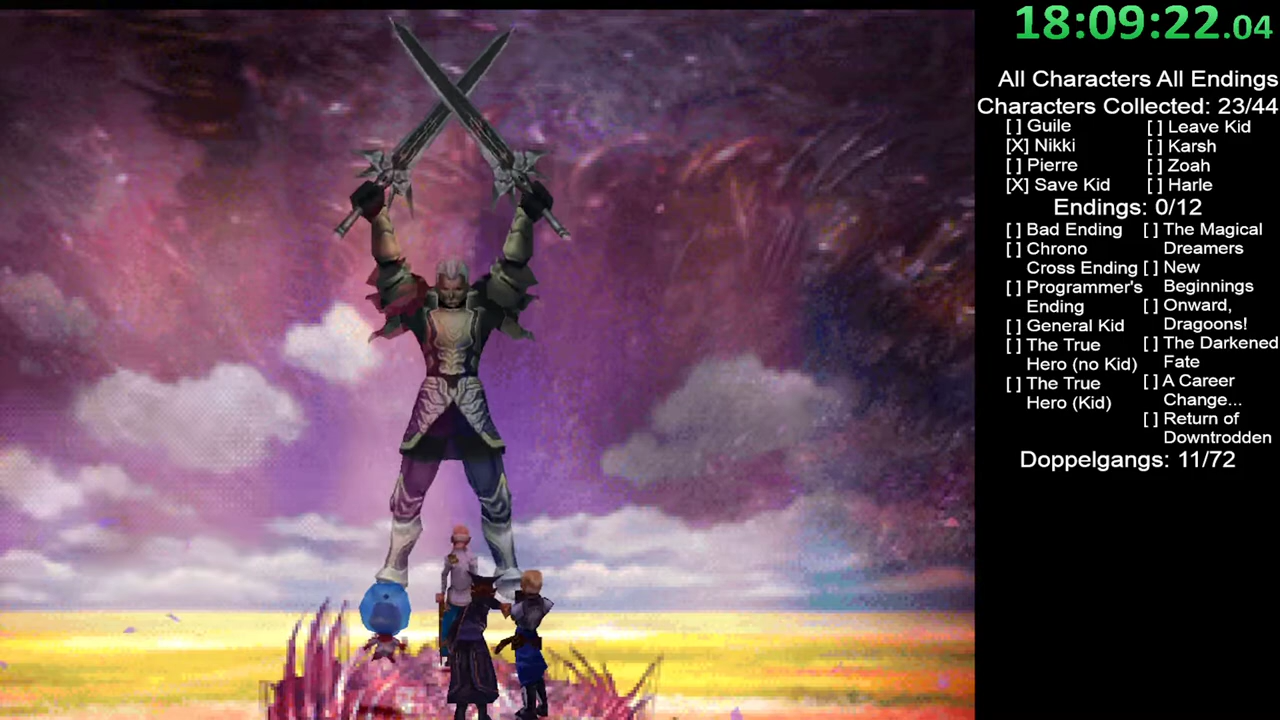 18:09:22.04
All Characters All Endings
Characters Collected: 23/44
[ ] Guile
[X] Nikki
[ ] Pierre
[X] Save Kid
[ ] Leave Kid
[ ] Karsh
[ ] Zoah
[ ] Harle
Endings: 0/12
[ ] Bad Ending
[ ] Chrono
Cross Ending
[ ] Programmer's
Ending
[ ] General Kid
[ ] The True
Hero (no Kid)
[ ] The True
Hero (Kid)
[ ] The Magical
Dreamers
[ ] New
Beginnings
[ ] Onward,
Dragoons!
[ ] The Darkened
Fate
[ ] A Career
Change...
[ ] Return of
Downtrodden
Doppelgangs: 11/72